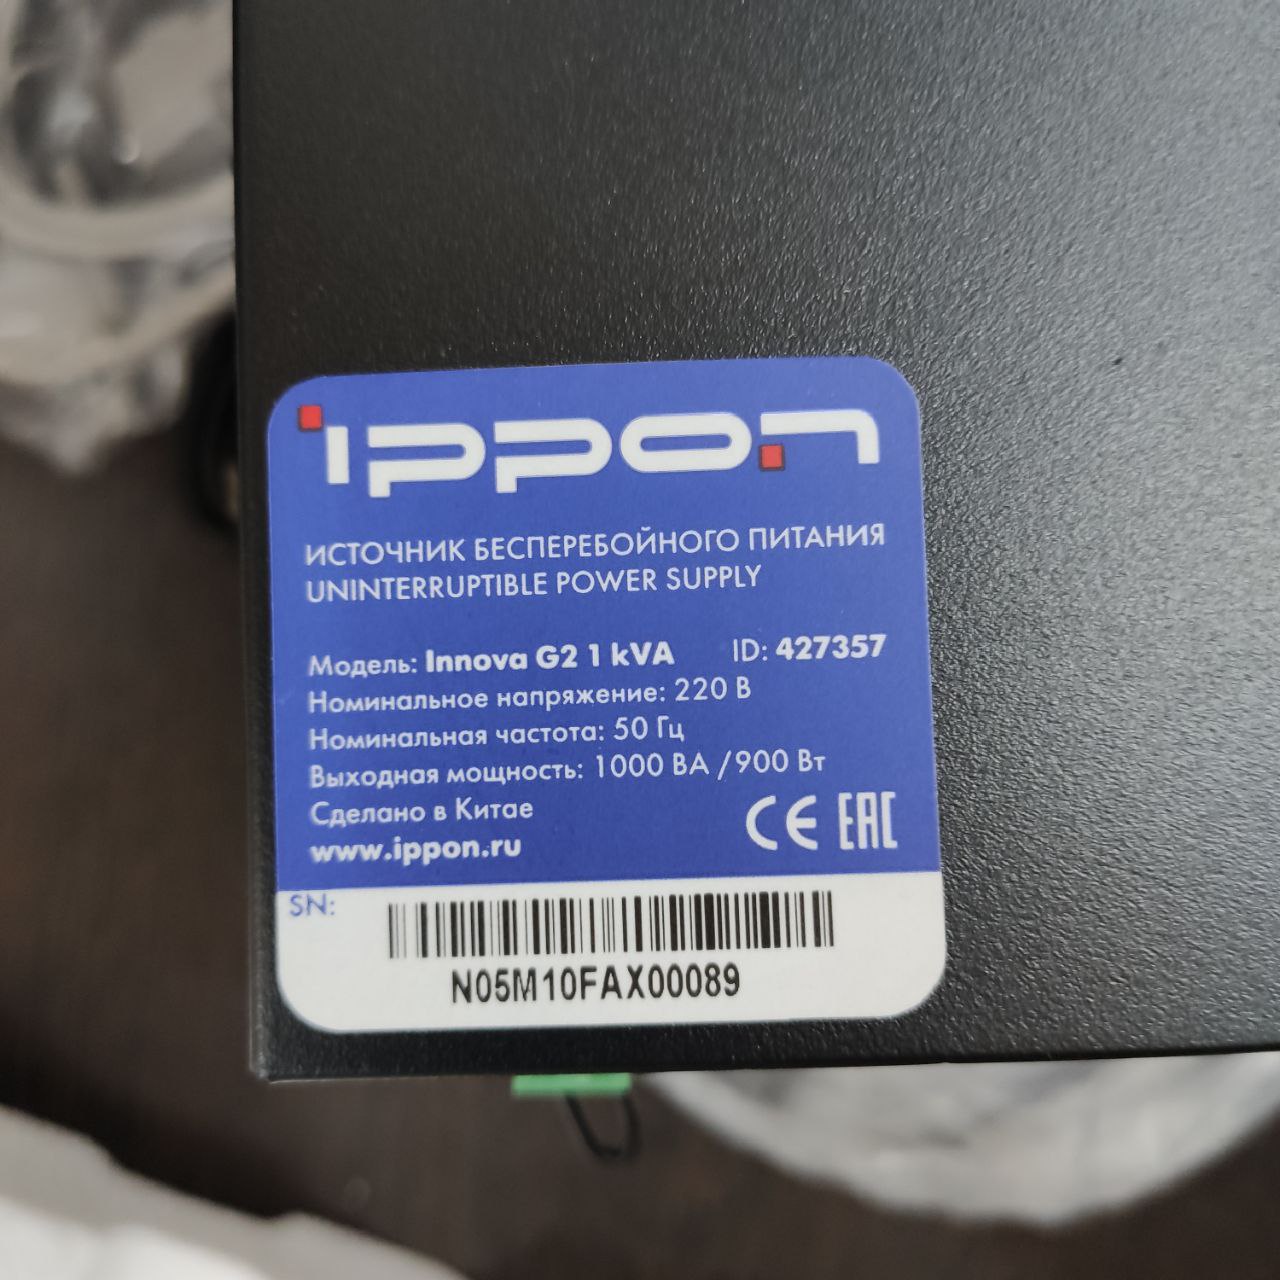 ippon
ИСТОЧНИК БЕСПЕРЕБОЙНОГО ПИТАНИЯ
UNINTERRUPTIBLE POWER SUPPLY
Модель: Innova G2 1 kVA ID: 427357
Номинальное напряжение: 220 В
Номинальная частота: 50 Гц
Выходная мощность: 1000 ВА /900 Вт
Сделано в Китае
www.ippon.ru
CE EAC
SN:
N05M10FAX00089